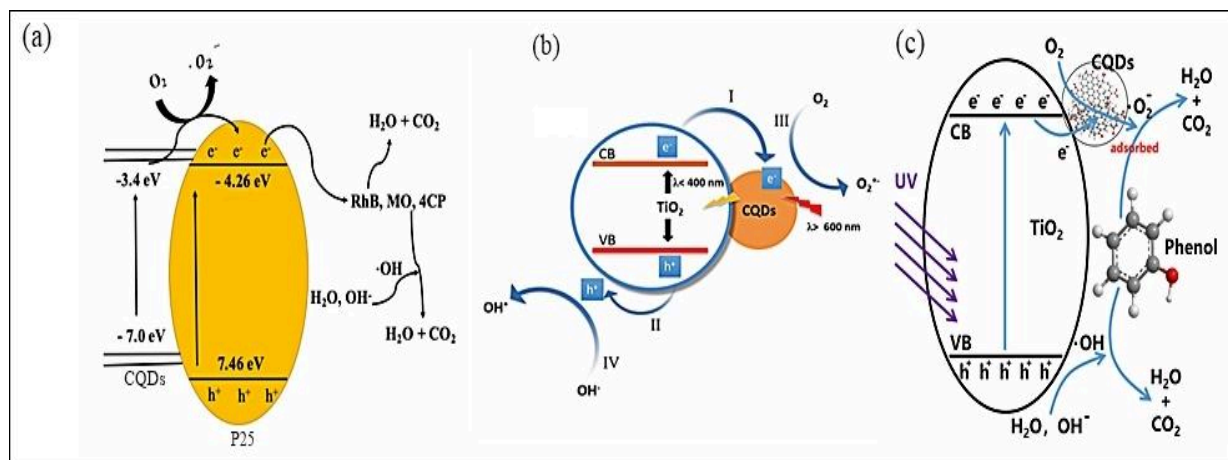 (a)
O₂
. O₂⁻
e⁻ e⁻ e⁻
-3.4 eV
- 4.26 eV
H₂O + CO₂
RhB, MO, 4CP
·OH
H₂O, OH⁻
H₂O + CO₂
- 7.0 eV
7.46 eV
CQDs
h⁺ h⁺ h⁺
P25
(b)
I
O₂
III
CB
e⁻
e⁻
λ< 400 nm
TiO₂
CQDs
λ> 600 nm
O₂•⁻
VB
h⁺
h⁺
II
OH•
IV
OH⁻
(c)
O₂
CQDs
H₂O
+
CO₂
e⁻ e⁻ e⁻ e⁻
·O₂⁻
CB
e⁻
adsorbed
UV
TiO₂
Phenol
VB
·OH
h⁺ h⁺ h⁺ h⁺ h⁺
H₂O, OH⁻
H₂O
+
CO₂